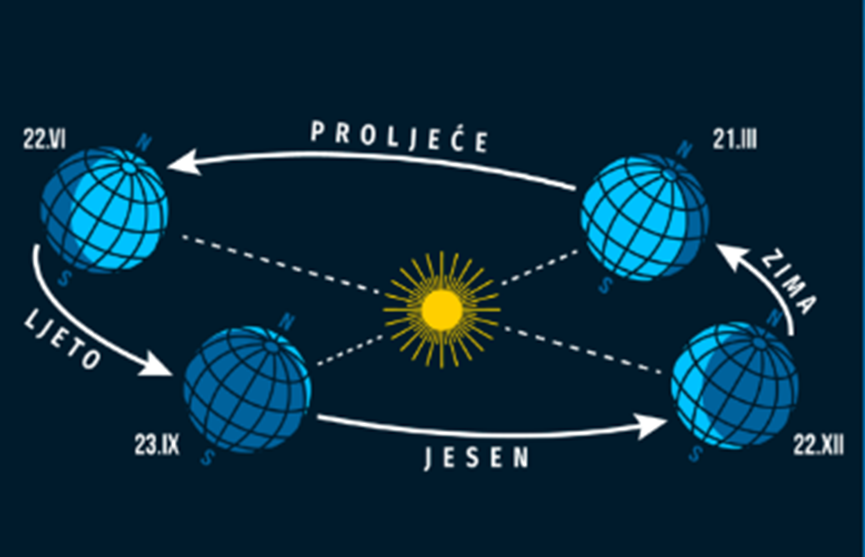 PROLJEĆE
22.VI
N
N
21.III
S
S
ZIMA
LJETO
N
N
23.IX
S
JESEN
S
22.XII